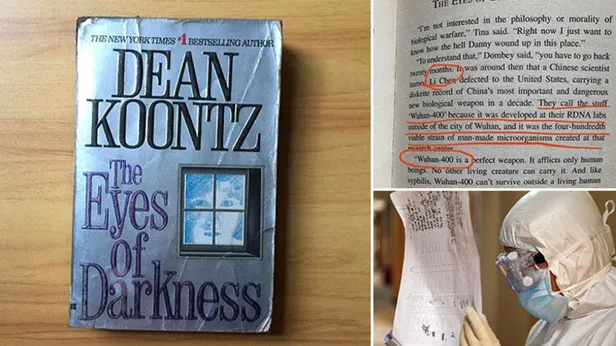 THE NEW YORK TIMES #1 BESTSELLING AUTHOR
DEAN
KOONTZ
The
Eyes
of
Darkness
THE EYES OF
"I'm not interested in the philosophy or morality of
biological warfare," Tina said. "Right now I just want to
know how the hell Danny wound up in this place."
"To understand that," Dombey said, "you have to go back
twenty months. It was around then that a Chinese scientist
named Li Chen defected to the United States, carrying a
diskette record of China's most important and dangerous
new biological weapon in a decade. They call the stuff
'Wuhan-400' because it was developed at their RDNA labs
outside of the city of Wuhan, and it was the four-hundredth
viable strain of man-made microorganisms created at that
research center.
"Wuhan-400 is a perfect weapon. It afflicts only human
beings. No other living creature can carry it. And like
syphilis, Wuhan-400 can't survive outside a living human